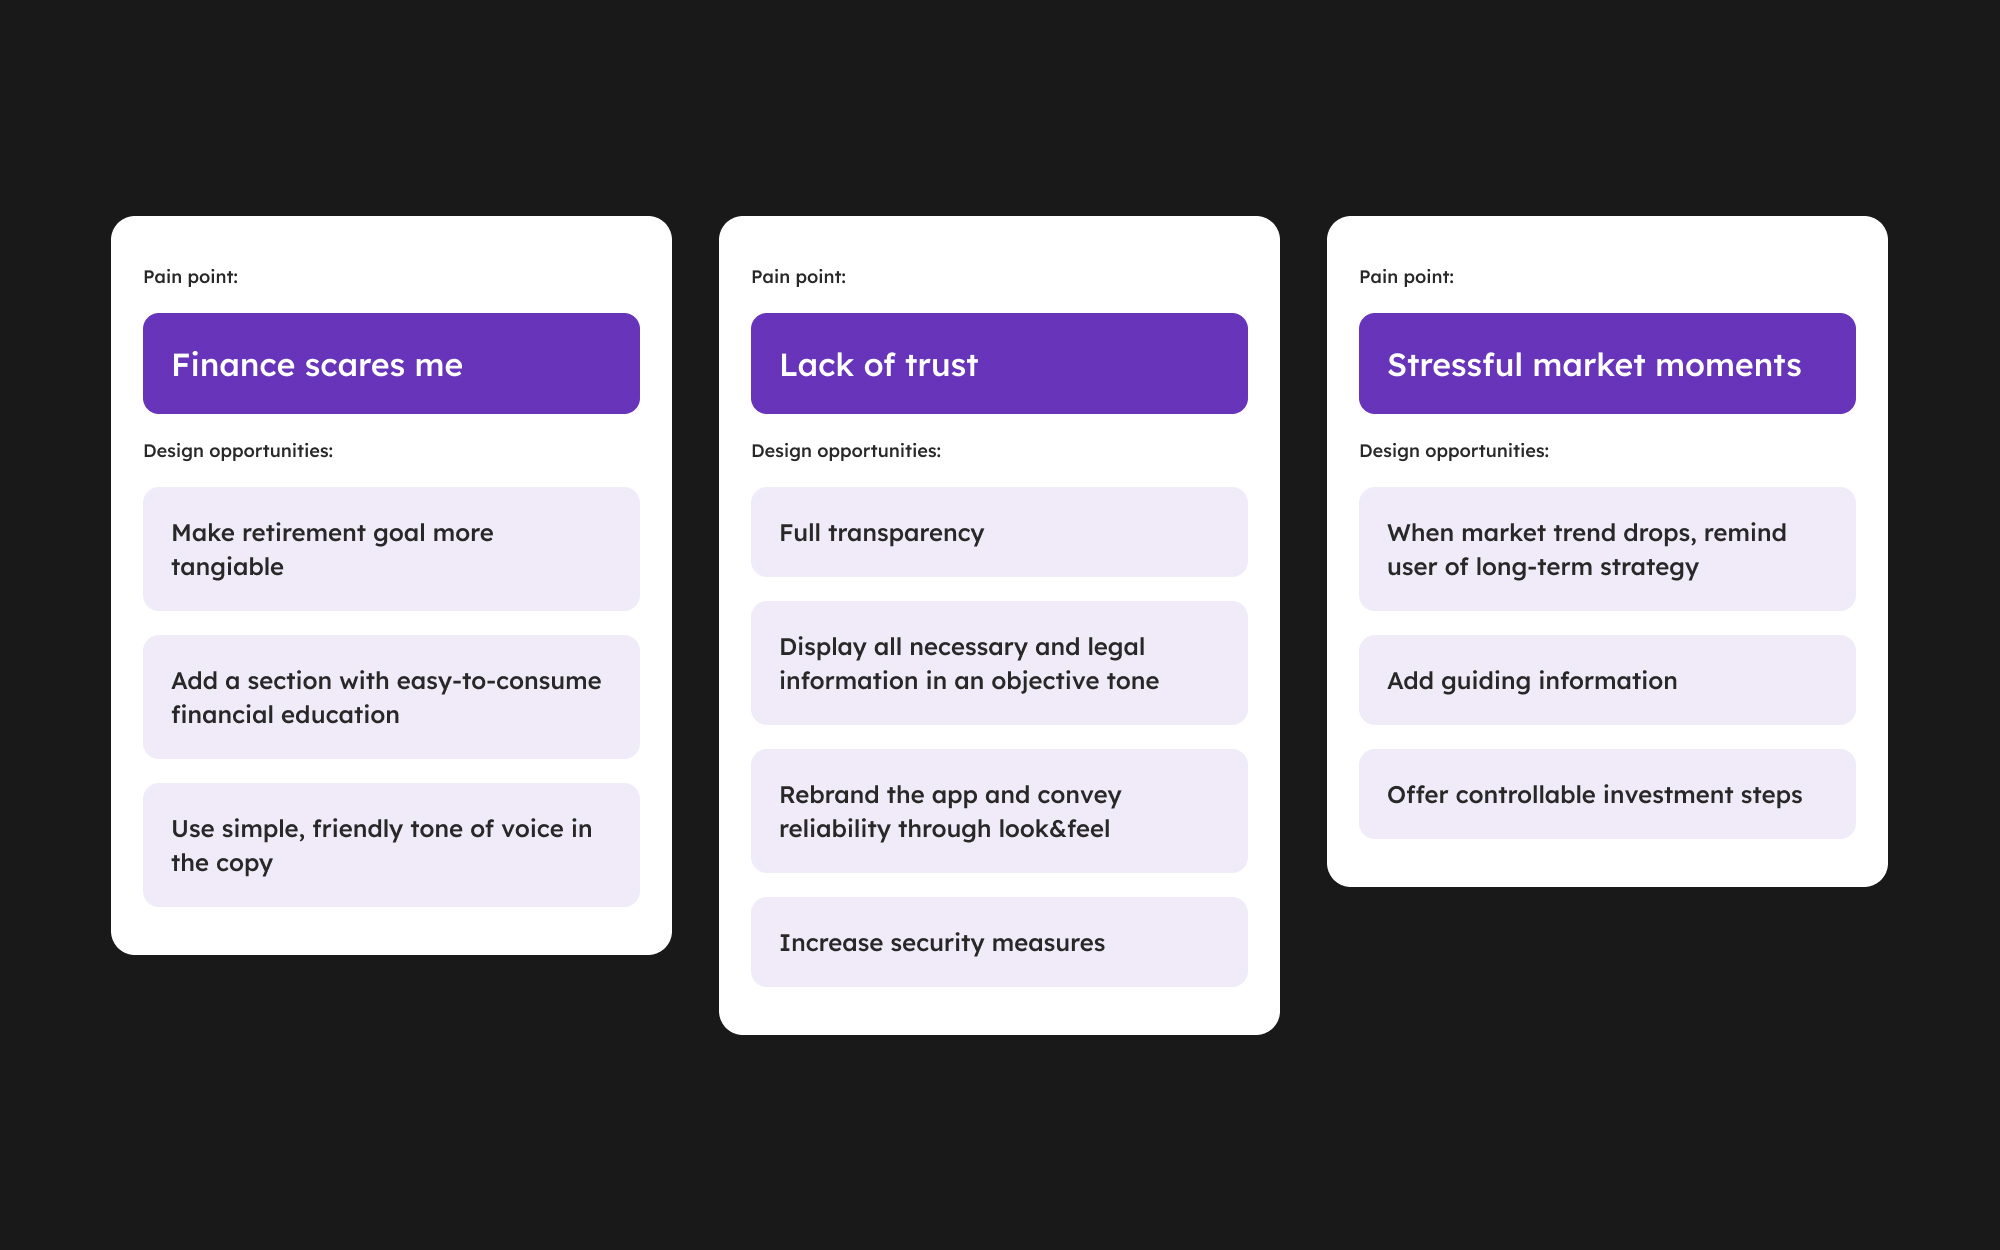 Pain point:
Finance scares me
Design opportunities:
Make retirement goal more
tangiable
Add a section with easy-to-consume
financial education
Use simple, friendly tone of voice in
the copy
Pain point:
Lack of trust
Design opportunities:
Full transparency
Display all necessary and legal
information in an objective tone
Rebrand the app and convey
reliability through look&feel
Increase security measures
Pain point:
Stressful market moments
Design opportunities:
When market trend drops, remind
user of long-term strategy
Add guiding information
Offer controllable investment steps